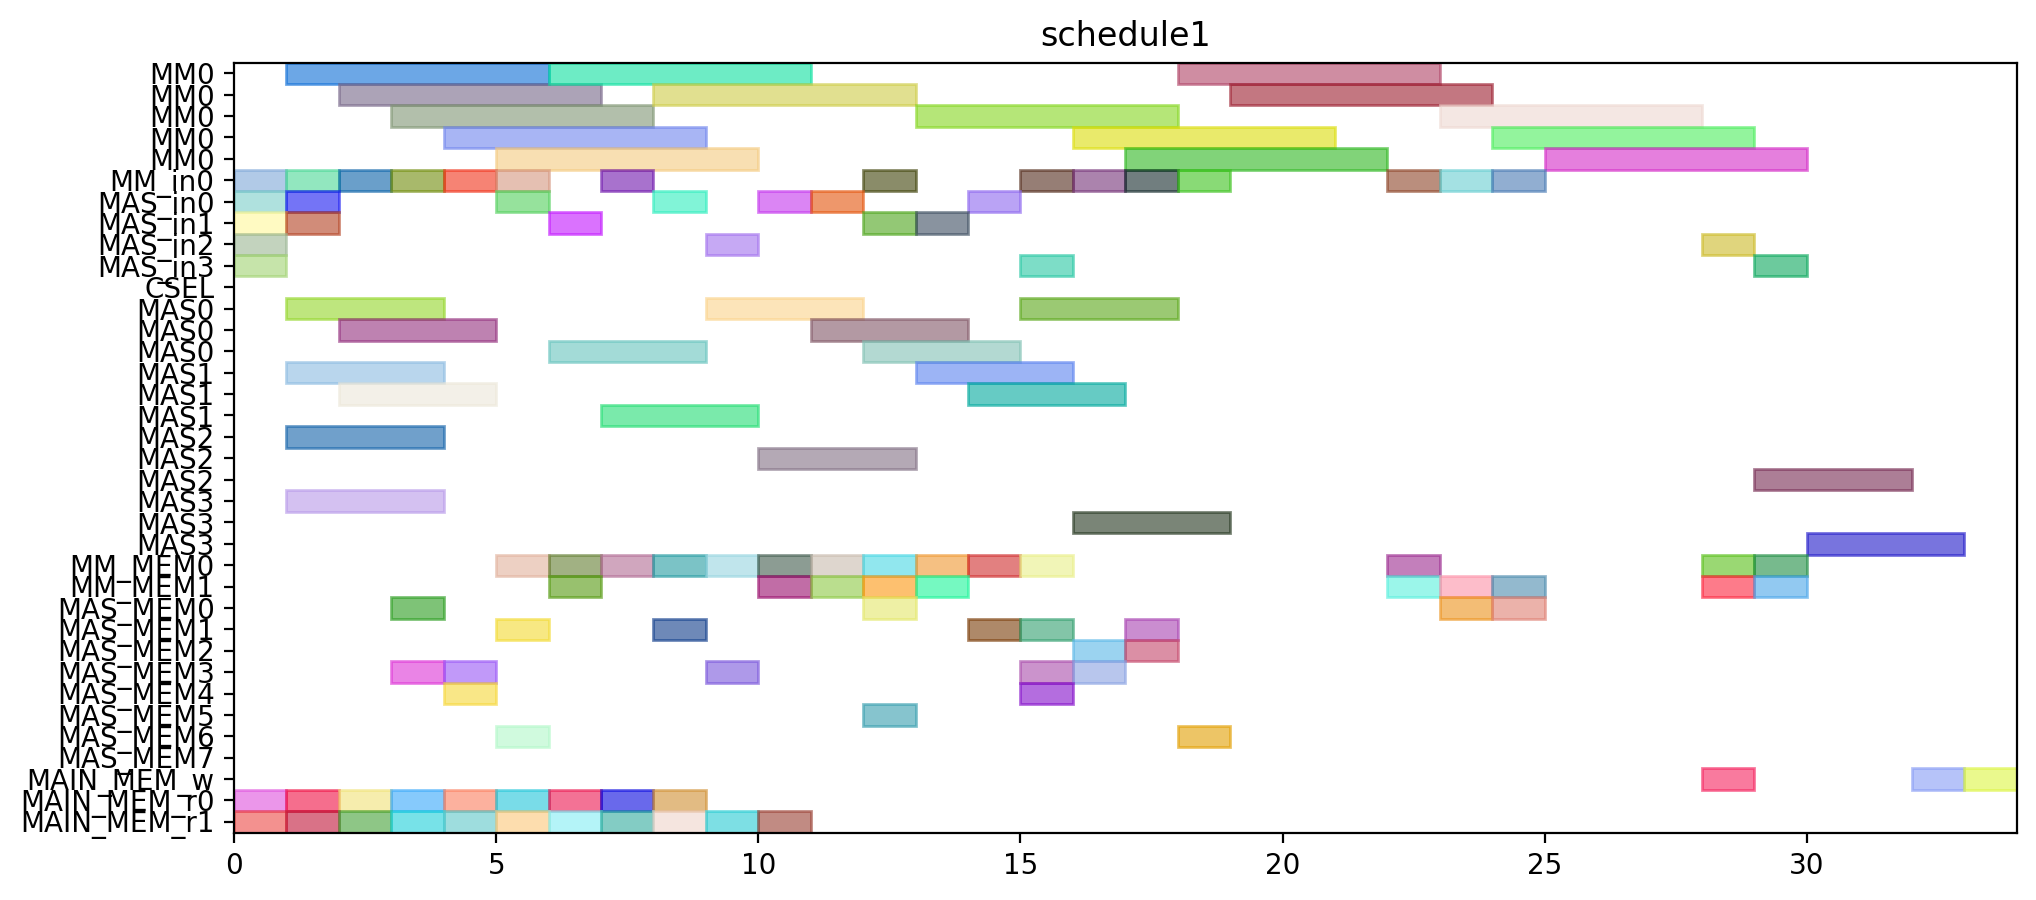 schedule1
MM0
MM0
MM0
MM0
MM0
MM_in0
MAS_in0
MAS_in1
MAS_in2
MAS_in3
CSEL
MAS0
MAS0
MAS0
MAS1
MAS1
MAS1
MAS2
MAS2
MAS2
MAS3
MAS3
MAS3
MM_MEM0
MM_MEM1
MAS_MEM0
MAS_MEM1
MAS_MEM2
MAS_MEM3
MAS_MEM4
MAS_MEM5
MAS_MEM6
MAS_MEM7
MAIN_MEM_w
MAIN_MEM_r0
MAIN_MEM_r1
0 5 10 15 20 25 30